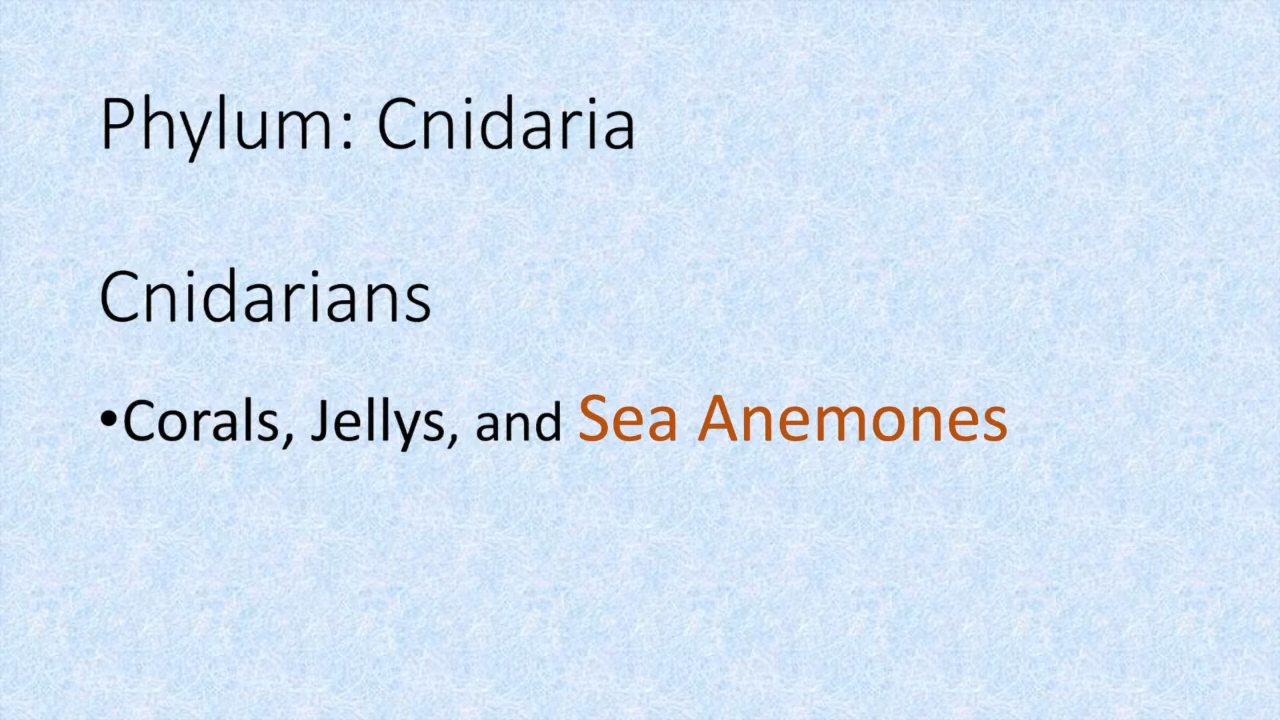 Phylum: Cnidaria
Cnidarians
•Corals, Jellys, and Sea Anemones